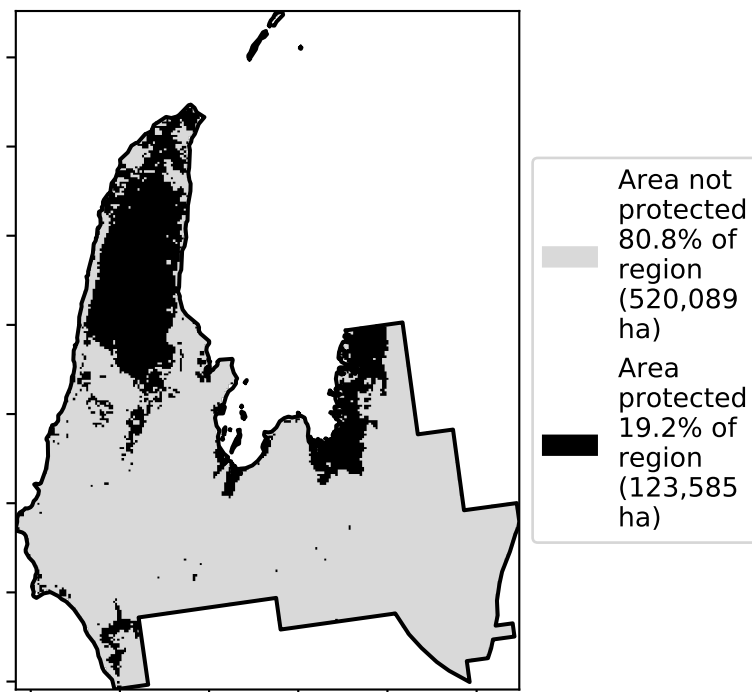 Area not
protected
80.8% of
region
(520,089
ha)
Area
protected
19.2% of
region
(123,585
ha)